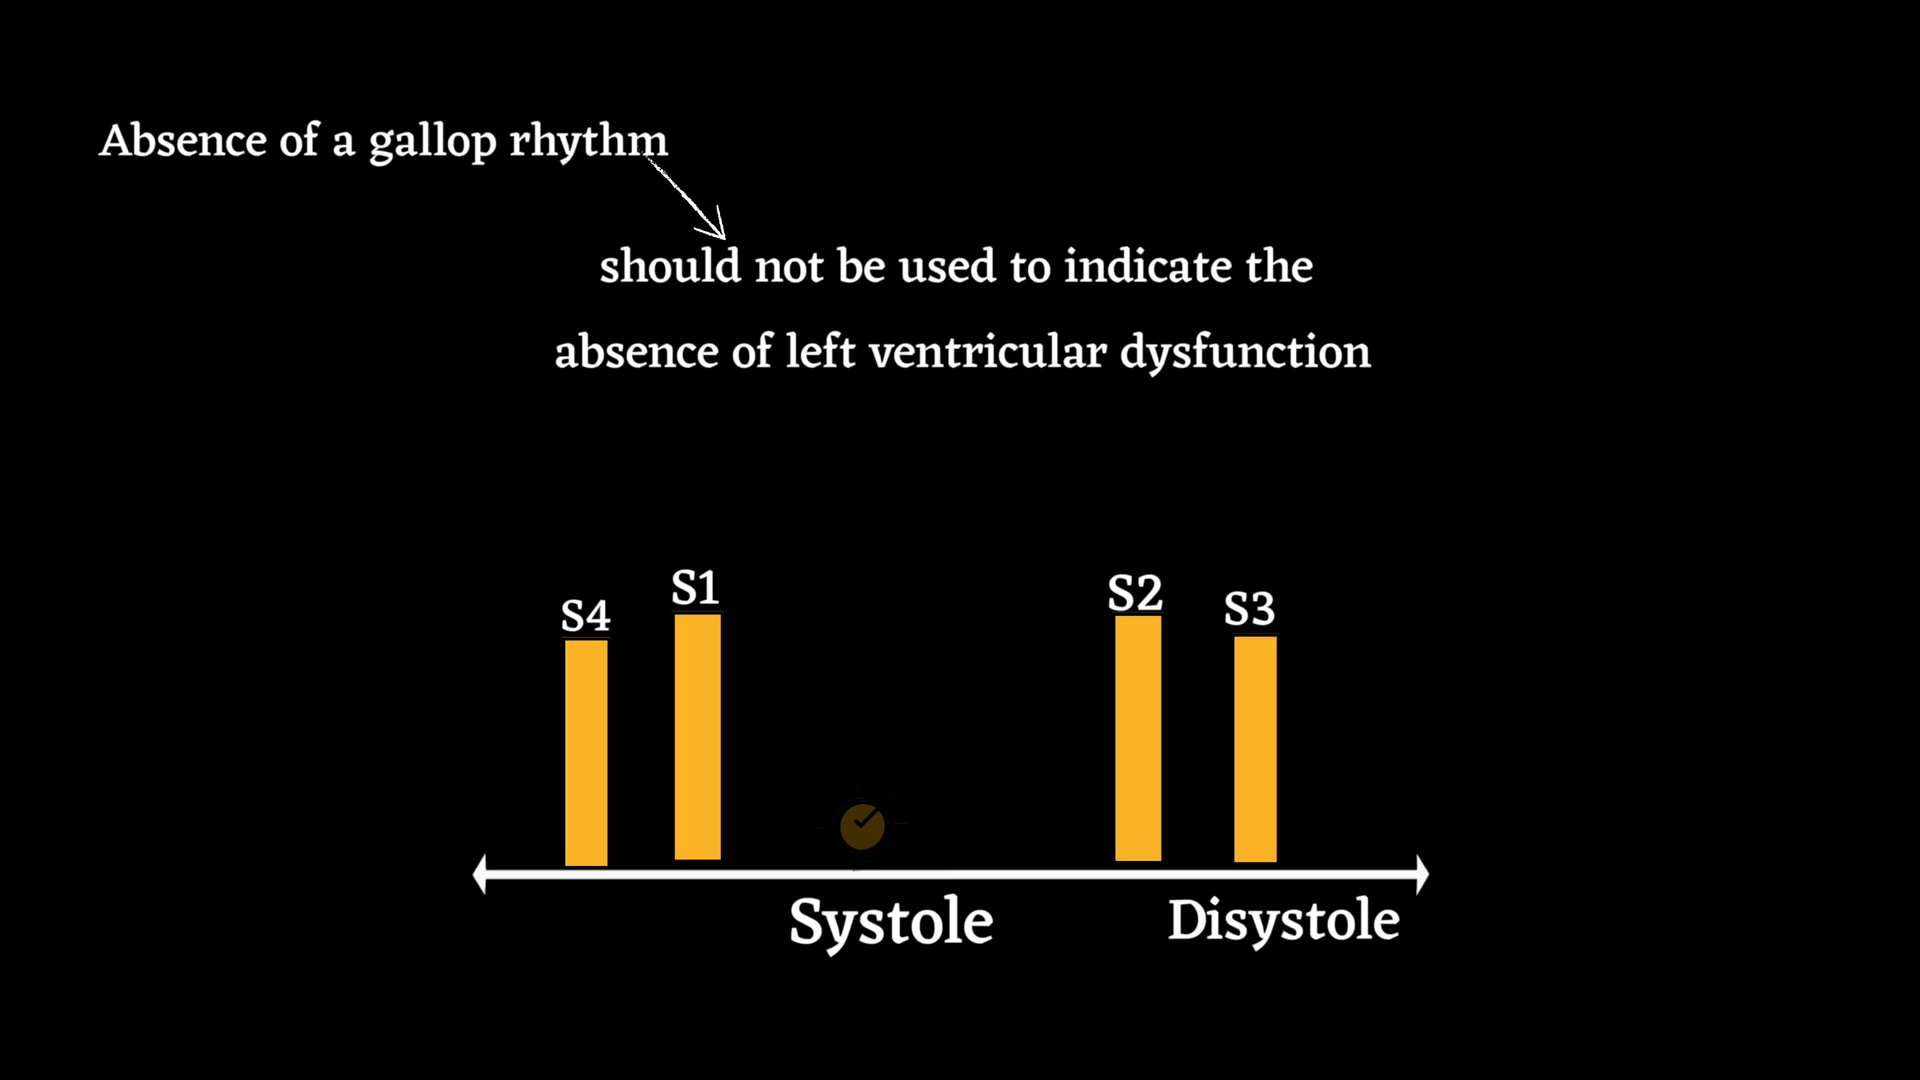 Absence of a gallop rhythm
should not be used to indicate the
absence of left ventricular dysfunction
S4 S1 S2 S3
Systole Disystole